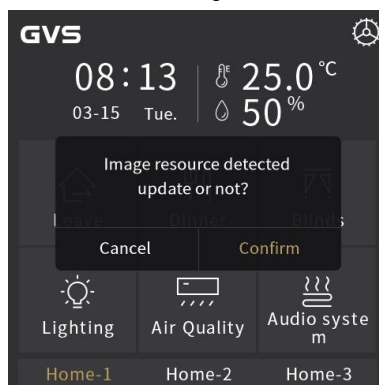 GVS
08:13
25.0°C
03-15 Tue.
50%
Image resource detected
update or not?
Leave Dinner Blinds
Cancel Confirm
Lighting Air Quality Audio syste
m
Home-1 Home-2 Home-3